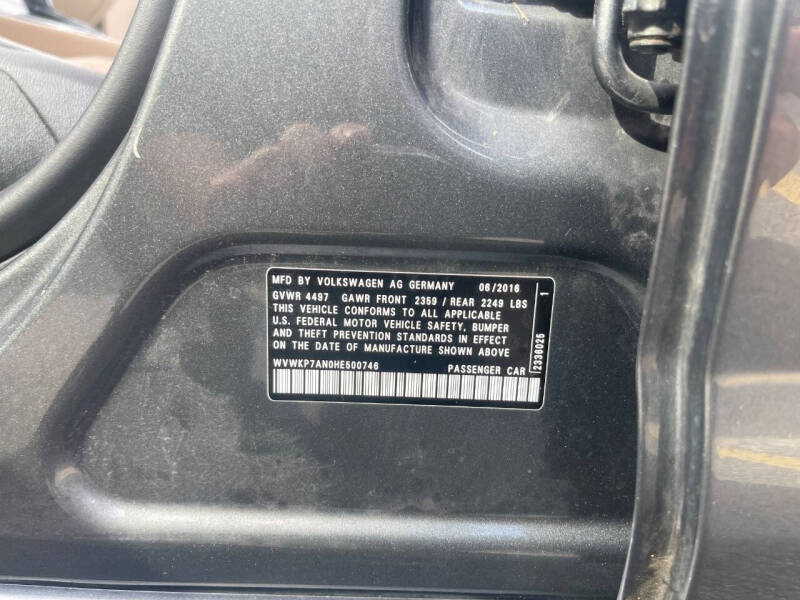 MFD BY VOLKSWAGEN AG GERMANY 06/2016
GVWR 4497 GAWR FRONT 2359 / REAR 2249 LBS
THIS VEHICLE CONFORMS TO ALL APPLICABLE
U.S. FEDERAL MOTOR VEHICLE SAFETY, BUMPER
AND THEFT PREVENTION STANDARDS IN EFFECT
ON THE DATE OF MANUFACTURE SHOWN ABOVE
WVWKP7AN0HE500746 PASSENGER CAR
2336025 1